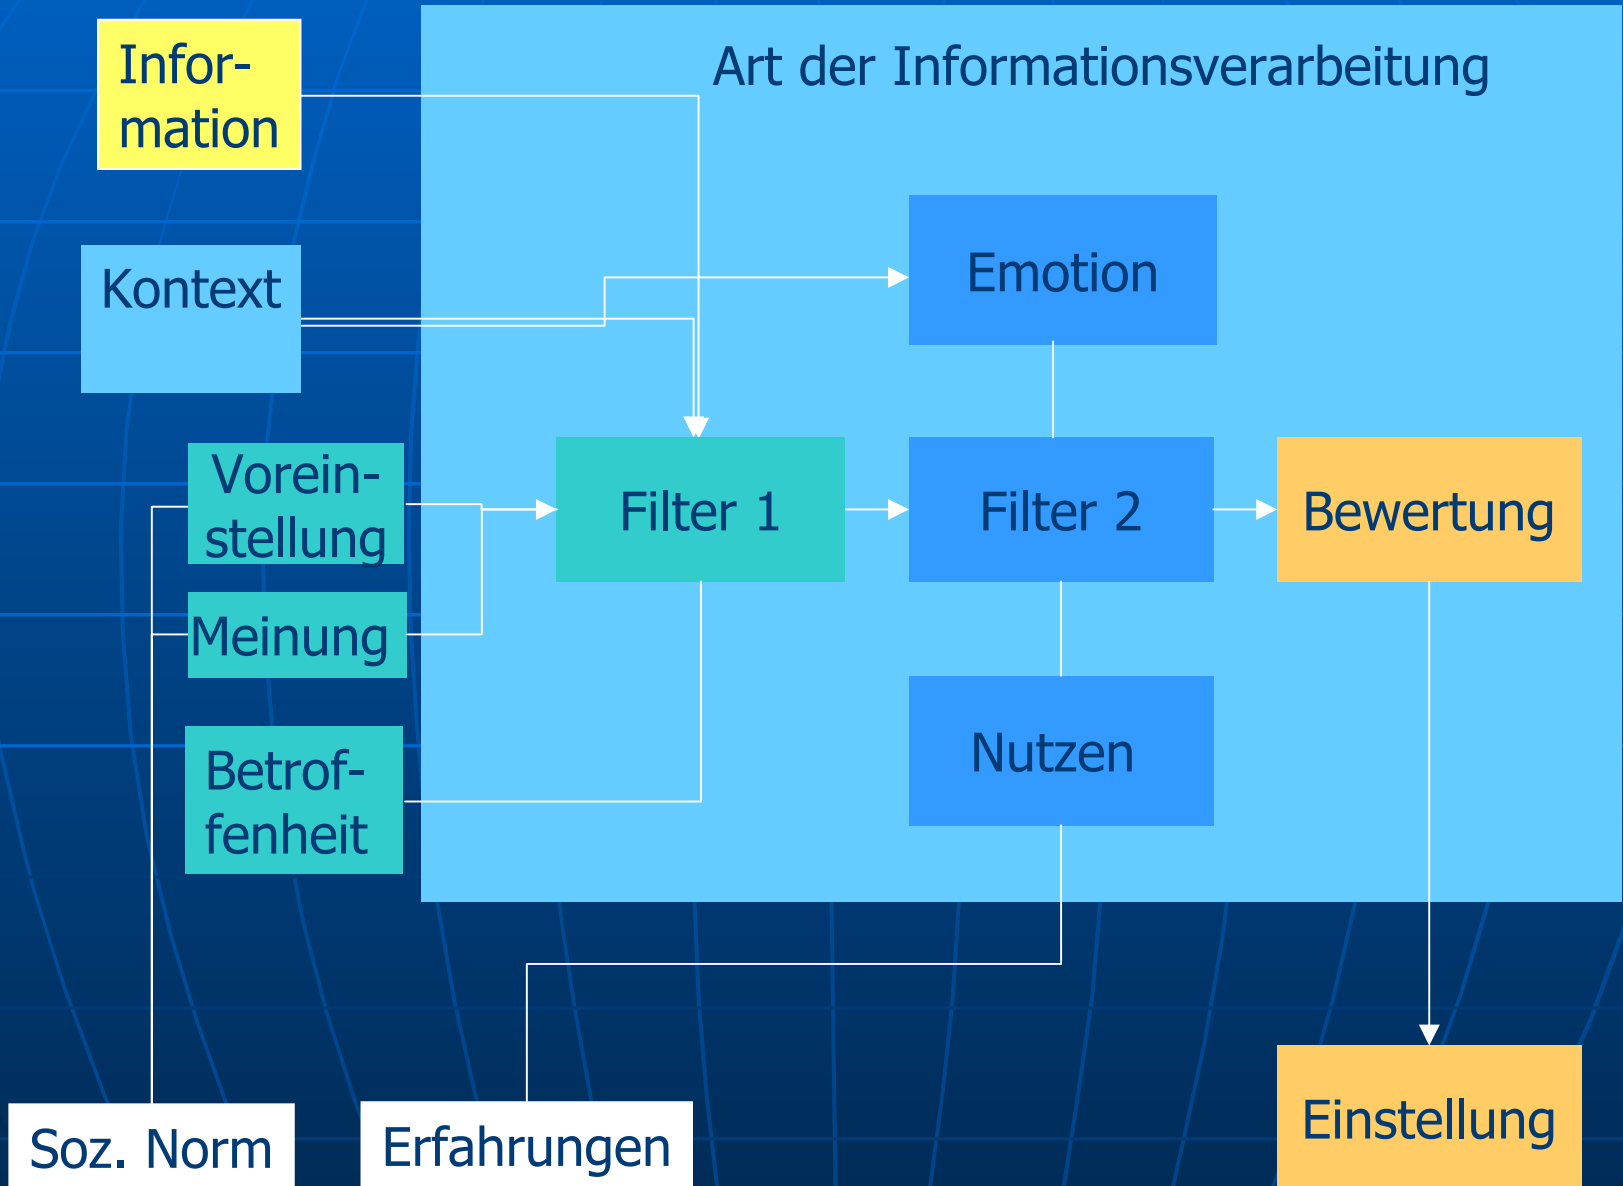 Infor-
mation
Art der Informationsverarbeitung
Kontext
Emotion
Vorein-
stellung
Filter 1
Filter 2
Bewertung
Meinung
Betrof-
fenheit
Nutzen
Soz. Norm
Erfahrungen
Einstellung